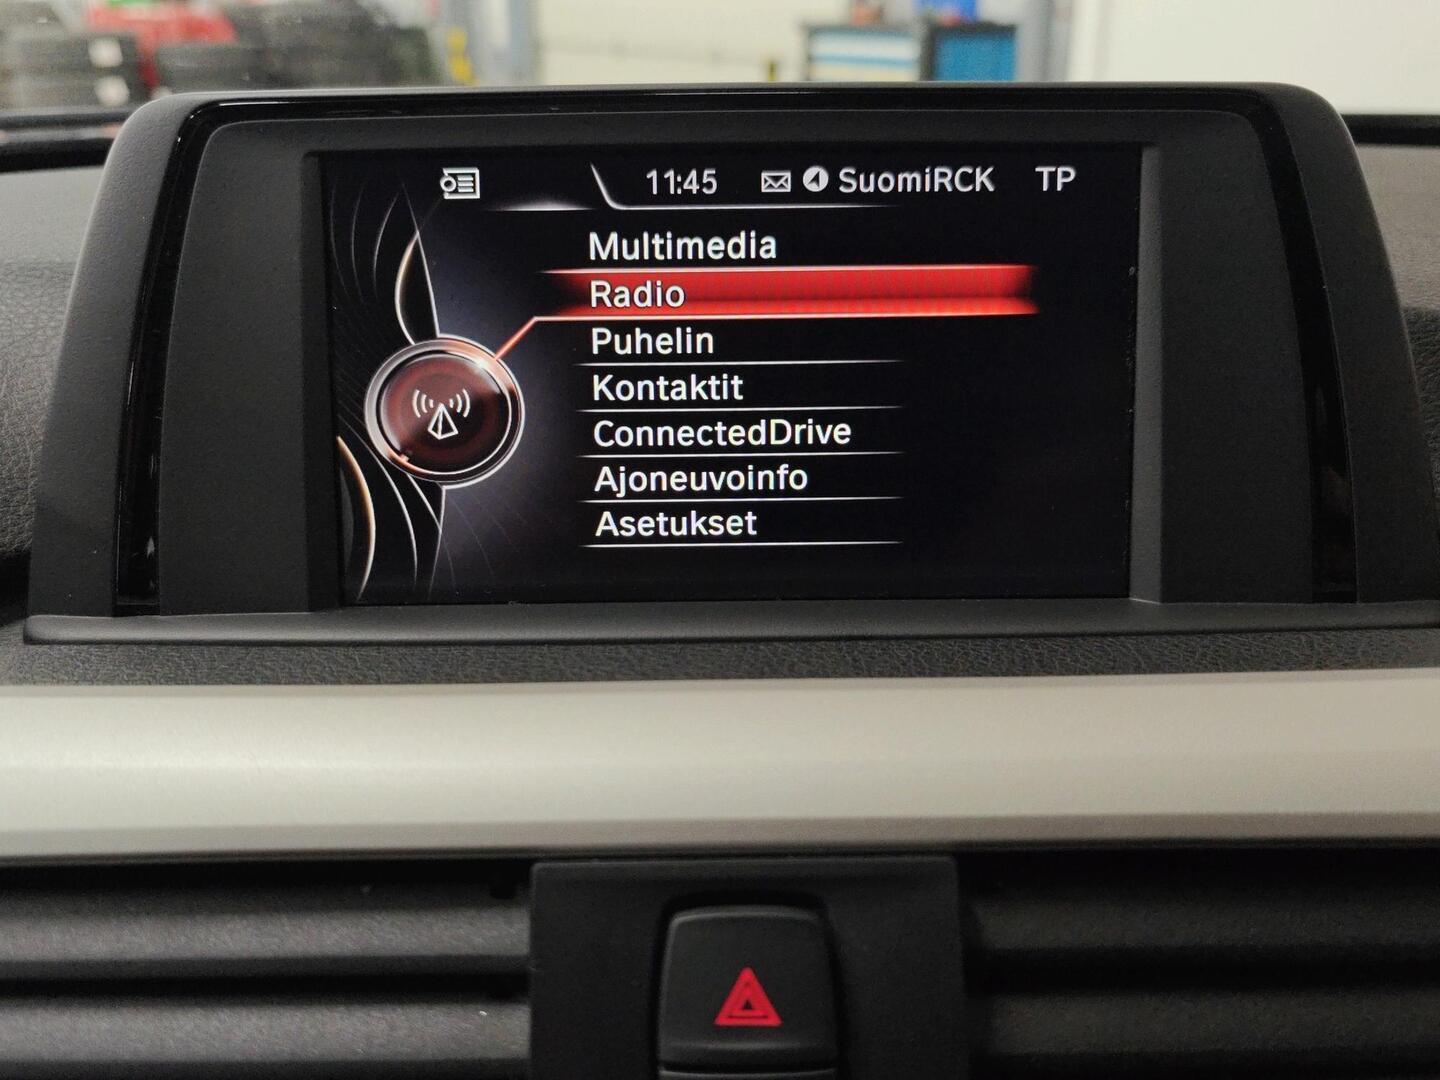 11:45 SuomiRCK TP
Multimedia
Radio
Puhelin
Kontaktit
ConnectedDrive
Ajoneuvoinfo
Asetukset